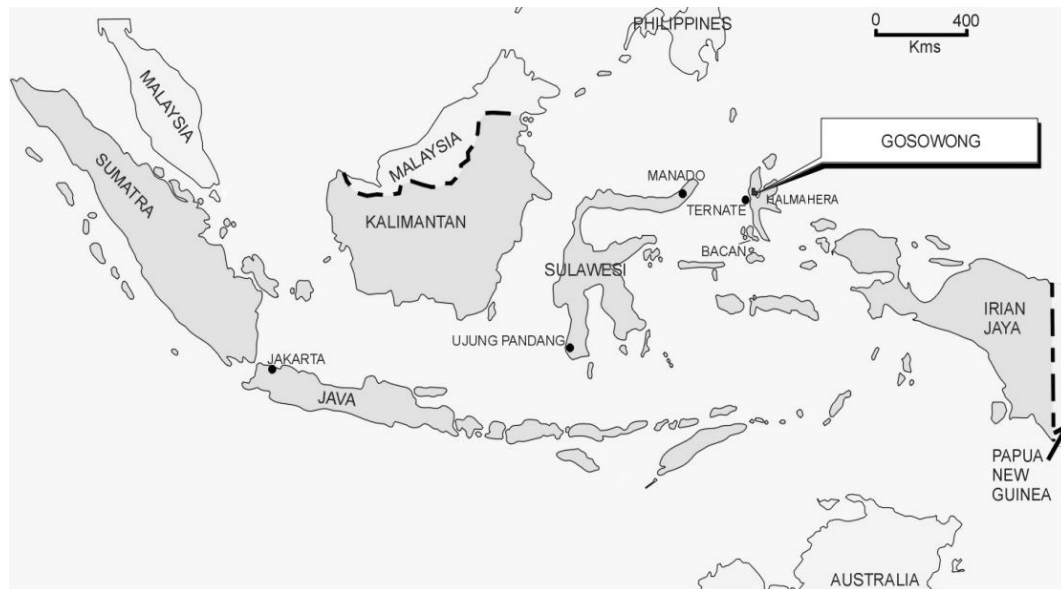 PHILIPPINES
0 400
Kms
MALAYSIA
GOSOWONG
MALAYSIA
SUMATRA
MANADO
TERNATE
HALMAHERA
KALIMANTAN
BACAN
SULAWESI
IRIAN
JAYA
UJUNG PANDANG
JAKARTA
JAVA
PAPUA
NEW
GUINEA
AUSTRALIA